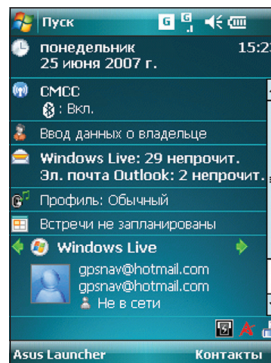 Пуск
G
понедельник 15:2
25 июня 2007 г.
CMCC
: Вкл.
Ввод данных о владельце
Windows Live: 29 непрочит.
Эл. почта Outlook: 2 непрочит.
Профиль: Обычный
Встречи не запланированы
Windows Live
gpsnav@hotmail.com
gpsnav@hotmail.com
Не в сети
Asus Launcher Контакты